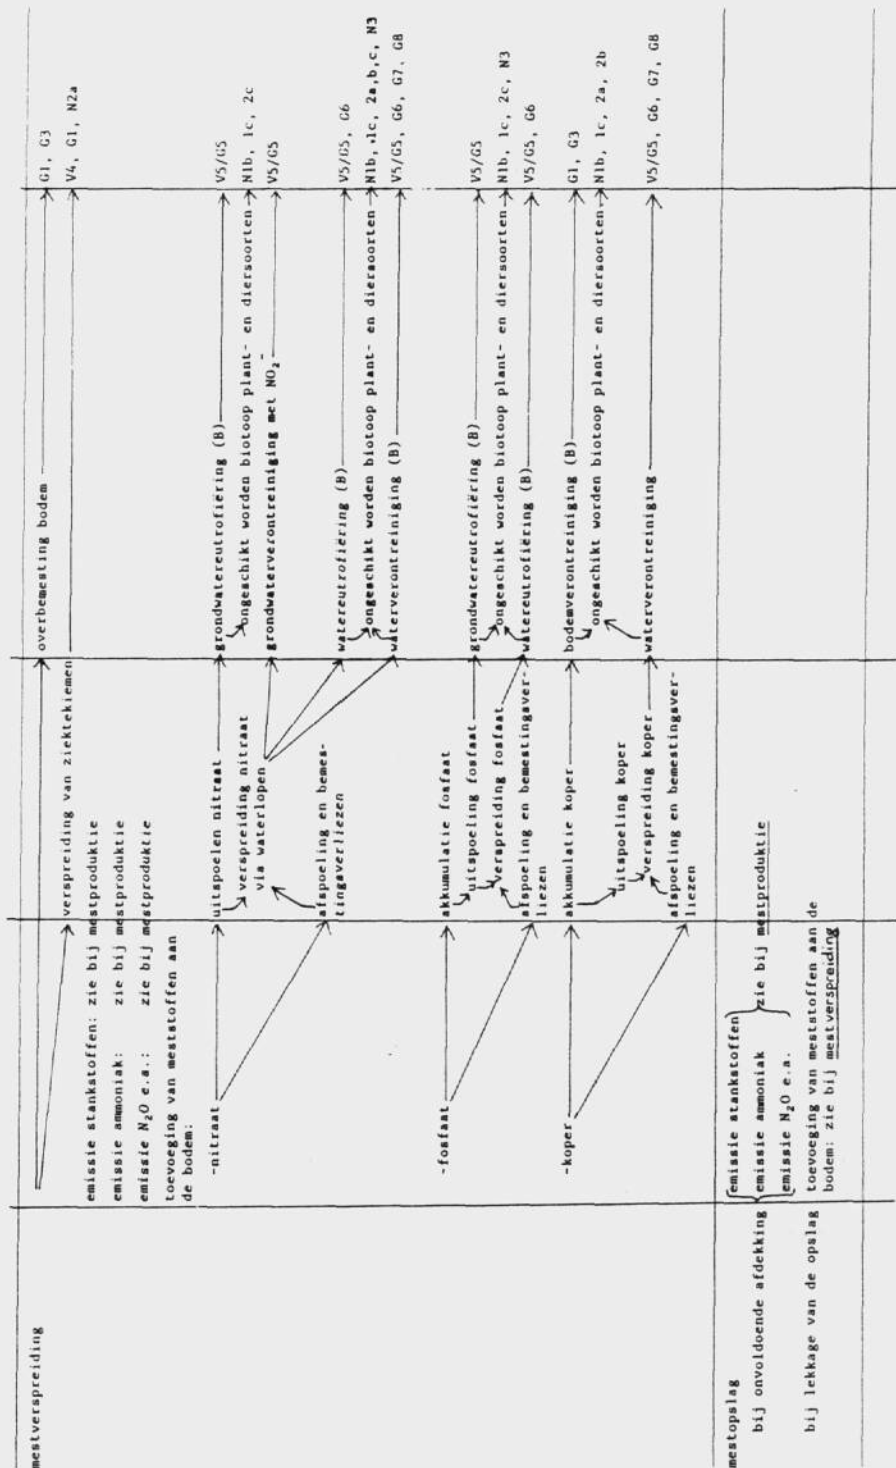 mestverspreiding
overbemesting bodem
G1, G3
verspreiding van ziektekiemen
V4, G1, N2a
emissie stankstoffen: zie bij mestproduktie
emissie ammoniak: zie bij mestproduktie
emissie N₂O e.a.: zie bij mestproduktie
toevoeging van meststoffen aan
de bodem:
-nitraat
uitspoelen nitraat
verspreiding nitraat
via waterlopen
afspoeling en bemes-
tingsverliezen
grondwatereutrofiëring (B)
V5/G5
ongeschikt worden biotoop plant- en diersoorten
N1b, 1c, 2c
grondwaterverontreiniging met NO₂⁻
V5/G5
watereutrofiëring (B)
V5/G5, G6
ongeschikt worden biotoop plant- en diersoorten
N1b, 1c, 2a,b,c, N3
waterverontreiniging (B)
V5/G5, G6, G7, G8
-fosfaat
akkumulatie fosfaat
uitspoeling fosfaat
verspreiding fosfaat
afspoeling en bemestingsver-
liezen
grondwatereutrofiëring (B)
V5/G5
ongeschikt worden biotoop plant- en diersoorten
N1b, 1c, 2c, N3
watereutrofiëring (B)
V5/G5, G6
-koper
akkumulatie koper
uitspoeling koper
verspreiding koper
afspoeling en bemestingsver-
liezen
bodemverontreiniging (B)
G1, G3
ongeschikt worden biotoop plant- en diersoorten
N1b, 1c, 2a, 2b
waterverontreiniging
V5/G5, G6, G7, G8
mestopslag
bij onvoldoende afdekking
emissie stankstoffen
emissie ammoniak
emissie N₂O e.a.
zie bij mestproduktie
bij lekkage van de opslag
toevoeging van meststoffen aan de
bodem: zie bij mestverspreiding